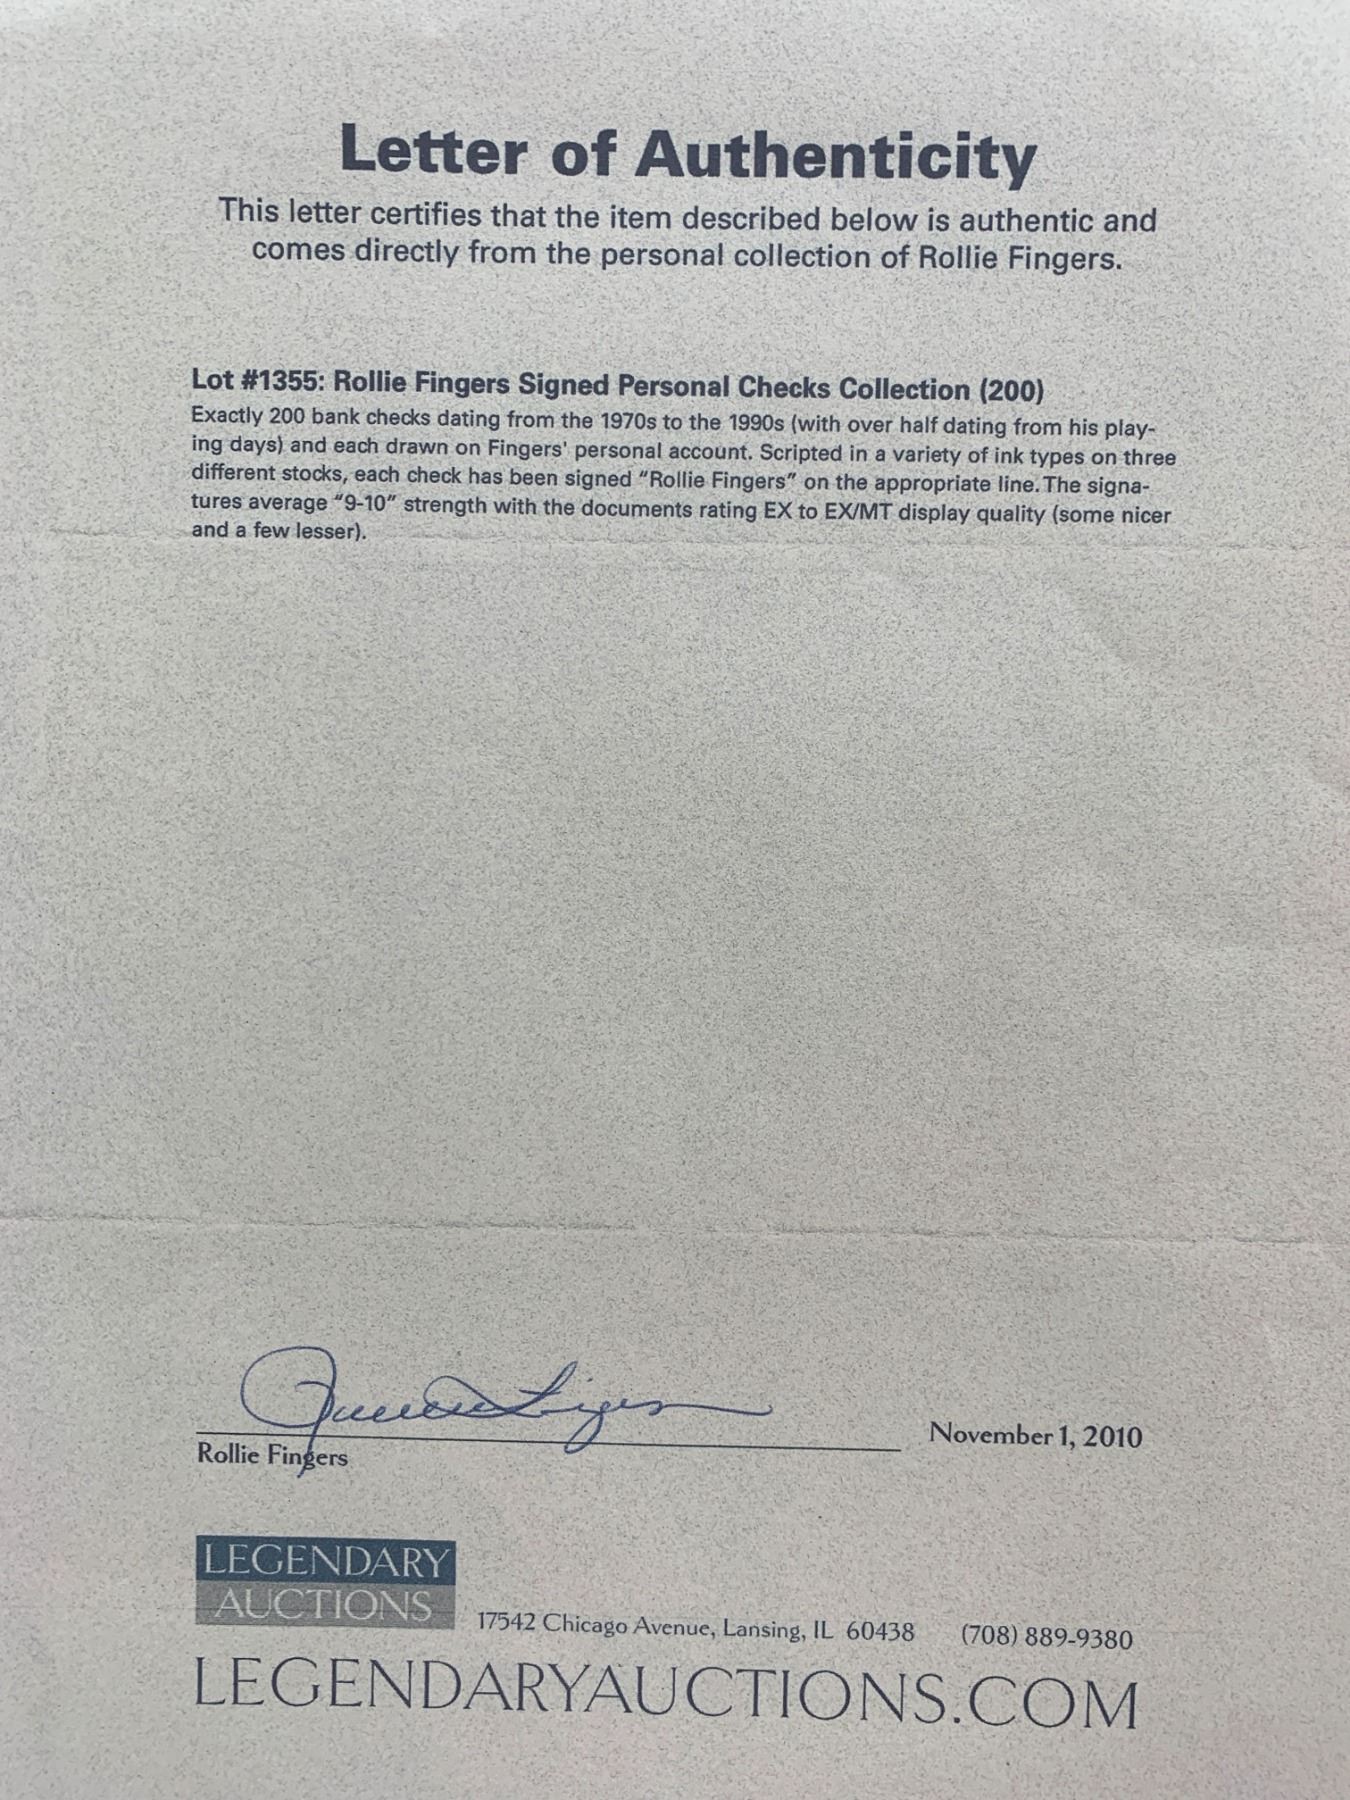 Letter of Authenticity
This letter certifies that the item described below is authentic and
comes directly from the personal collection of Rollie Fingers.
Lot #1355: Rollie Fingers Signed Personal Checks Collection (200)
Exactly 200 bank checks dating from the 1970s to the 1990s (with over half dating from his play-
ing days) and each drawn on Fingers' personal account. Scripted in a variety of ink types on three
different stocks, each check has been signed "Rollie Fingers" on the appropriate line. The signa-
tures average "9-10" strength with the documents rating EX to EX/MT display quality (some nicer
and a few lesser).
Rollie Fingers
Rollie Fingers
November 1, 2010
LEGENDARY
AUCTIONS
17542 Chicago Avenue, Lansing, IL 60438 (708) 889-9380
LEGENDARYAUCTIONS.COM